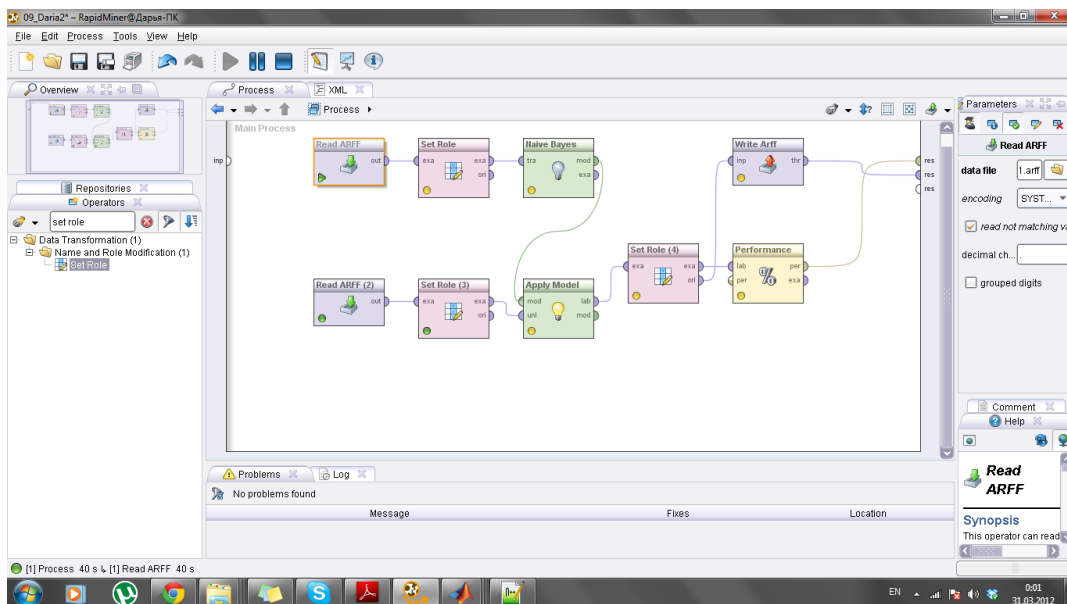 09_Daria2* – RapidMiner@Дарья-ПК
File Edit Process Tools View Help
Overview
Process
XML
Process
Parameters
Main Process
inp
Read ARFF
out
Set Role
exa exa
ori
Naive Bayes
tra mod
exa
Write Arff
inp thr
res
res
res
Read ARFF (2)
out
Set Role (3)
exa exa
ori
Apply Model
mod lab
unl mod
Set Role (4)
exa exa
ori
Performance
lab per
per exa
Repositories
Operators
set role
Data Transformation (1)
Name and Role Modification (1)
Set Role
Read ARFF
data file 1.arff
encoding SYST...
read not matching va
decimal ch... .
grouped digits
Comment
Help
Read
ARFF
Synopsis
This operator can read
Problems
Log
No problems found
Message Fixes Location
[1] Process 40 s ↳ [1] Read ARFF 40 s
EN
0:01
31.03.2012